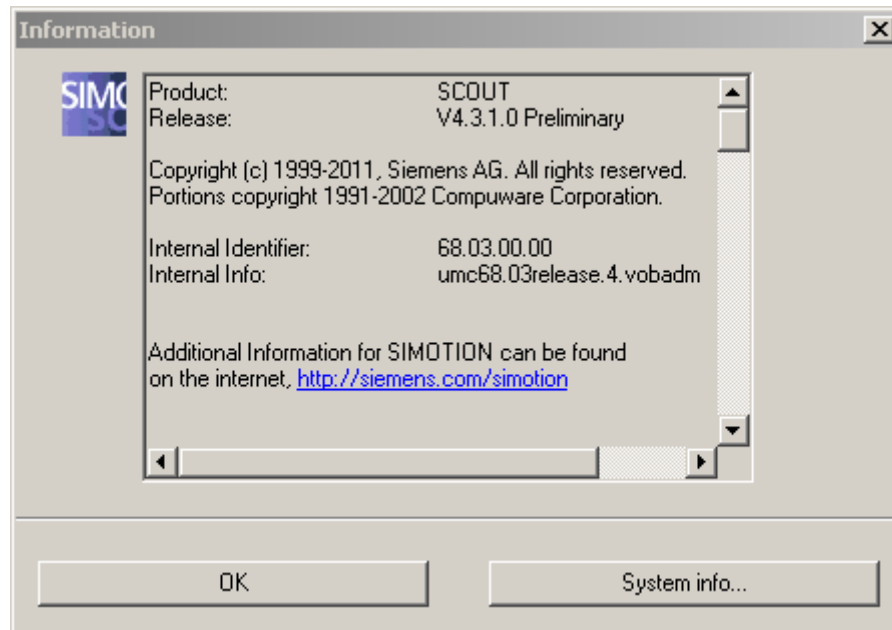 Information
SIMO
SC
Product: SCOUT
Release: V4.3.1.0 Preliminary
Copyright (c) 1999-2011, Siemens AG. All rights reserved.
Portions copyright 1991-2002 Compuware Corporation.
Internal Identifier: 68.03.00.00
Internal Info: umc68.03release.4.vobadm
Additional Information for SIMOTION can be found
on the internet, http://siemens.com/simotion
OK
System info...